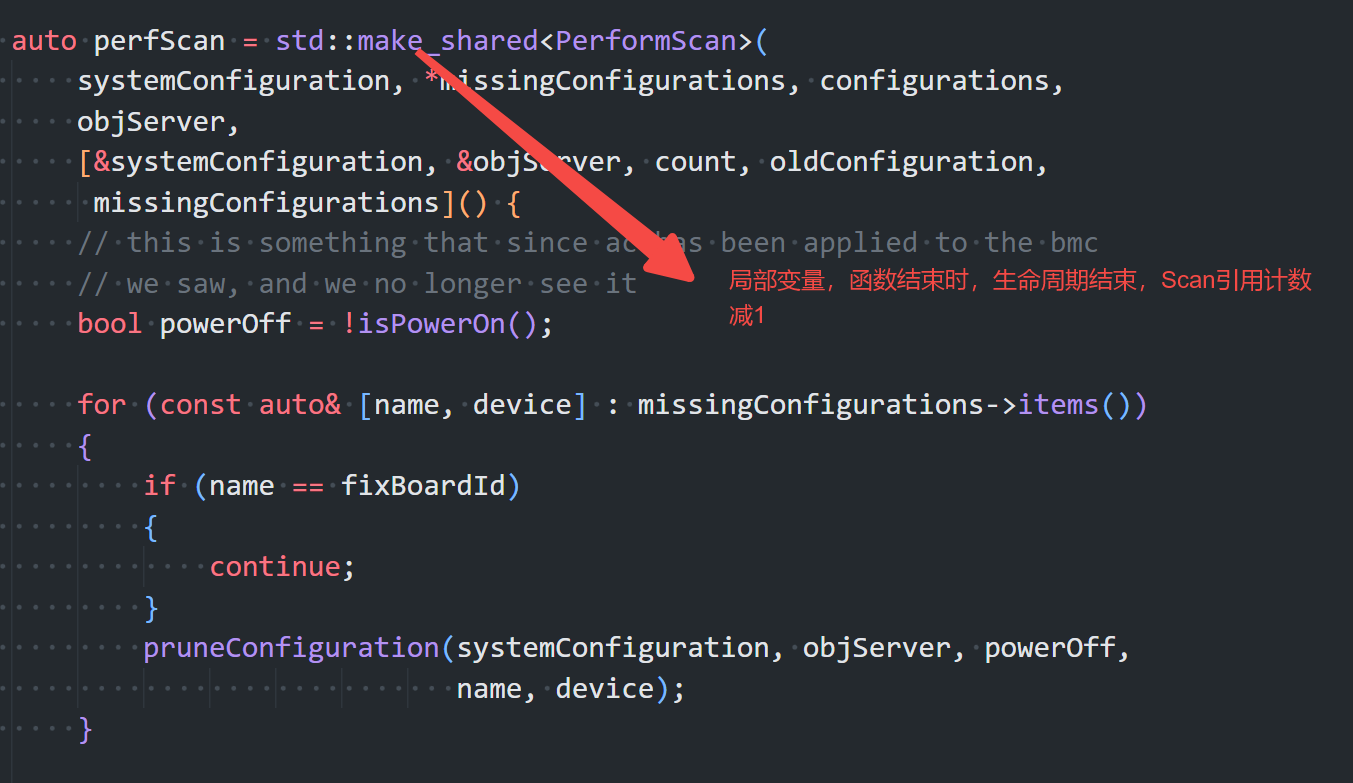 auto perfScan = std::make_shared<PerformScan>(
systemConfiguration, *missingConfigurations, configurations,
objServer,
[&systemConfiguration, &objServer, count, oldConfiguration,
missingConfigurations]() {
// this is something that since ac has been applied to the bmc
// we saw, and we no longer see it
局部变量，函数结束时，生命周期结束，Scan引用计数
减1
bool powerOff = !isPowerOn();
for (const auto& [name, device] : missingConfigurations->items())
{
if (name == fixBoardId)
{
continue;
}
pruneConfiguration(systemConfiguration, objServer, powerOff,
name, device);
}